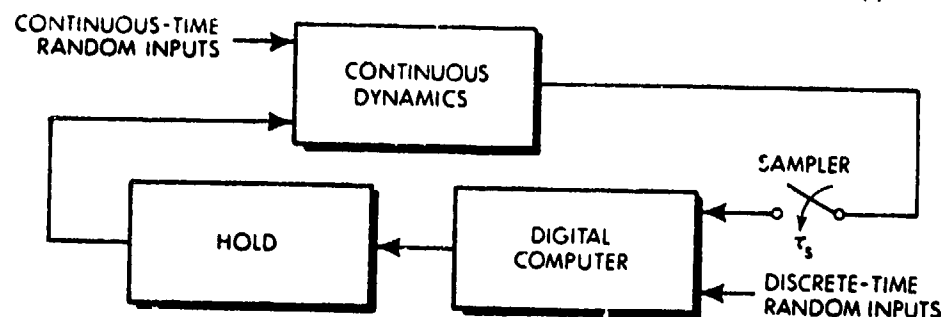 CONTINUOUS-TIME
RANDOM INPUTS
CONTINUOUS
DYNAMICS
SAMPLER
HOLD
DIGITAL
COMPUTER
τs
DISCRETE-TIME
RANDOM INPUTS